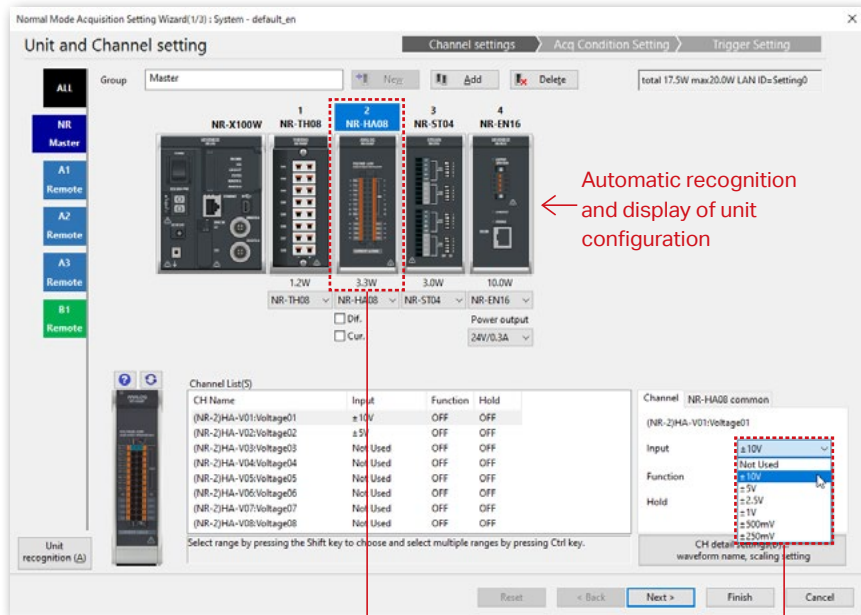 Normal Mode Acquisition Setting Wizard(1/3) : System - default_en
Unit and Channel setting
Channel settings
Acq Condition Setting
Trigger Setting
ALL
NR
Master
A1
Remote
A2
Remote
A3
Remote
B1
Remote
Group
Master
New
Add
Delete
total 17.5W max20.0W LAN ID=Setting0
NR-X100W
1
NR-TH08
2
NR-HA08
3
NR-ST04
4
NR-EN16
Automatic recognition
and display of unit
configuration
1.2W 3.3W 3.0W 10.0W
NR-TH08 NR-HA08 NR-ST04 NR-EN16
Dif.
Cur.
Power output
24V/0.3A
Channel List(S)
CH Name Input Function Hold
(NR-2)HA-V01:Voltage01 ±10V OFF OFF
(NR-2)HA-V02:Voltage02 ±5V OFF OFF
(NR-2)HA-V03:Voltage03 Not Used OFF OFF
(NR-2)HA-V04:Voltage04 Not Used OFF OFF
(NR-2)HA-V05:Voltage05 Not Used OFF OFF
(NR-2)HA-V06:Voltage06 Not Used OFF OFF
(NR-2)HA-V07:Voltage07 Not Used OFF OFF
(NR-2)HA-V08:Voltage08 Not Used OFF OFF
Select range by pressing the Shift key to choose and select multiple ranges by pressing Ctrl key.
Channel NR-HA08 common
(NR-2)HA-V01:Voltage01
Input ±10V
Not Used
±10V
±5V
±2.5V
±1V
±500mV
±250mV
Function
Hold
CH detail settings
waveform name, scaling setting
Unit
recognition (A)
Reset < Back Next > Finish Cancel